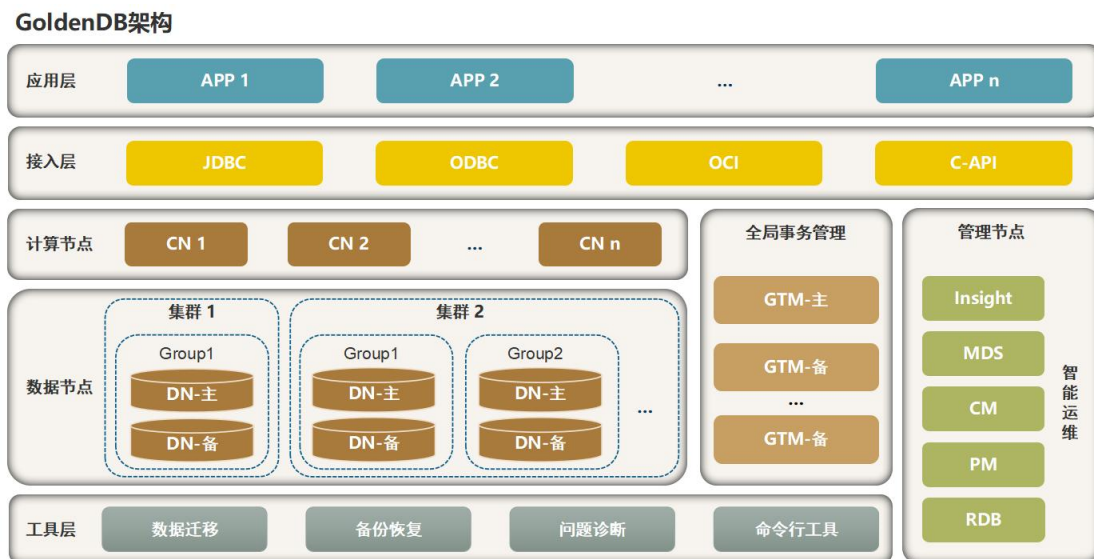 GoldenDB架构
应用层
APP 1
APP 2
...
APP n
接入层
JDBC
ODBC
OCI
C-API
计算节点
CN 1
CN 2
...
CN n
数据节点
集群 1
Group1
DN-主
DN-备
集群 2
Group1
DN-主
DN-备
Group2
DN-主
DN-备
...
全局事务管理
GTM-主
GTM-备
...
GTM-备
管理节点
Insight
MDS
CM
PM
RDB
智能运维
工具层
数据迁移
备份恢复
问题诊断
命令行工具